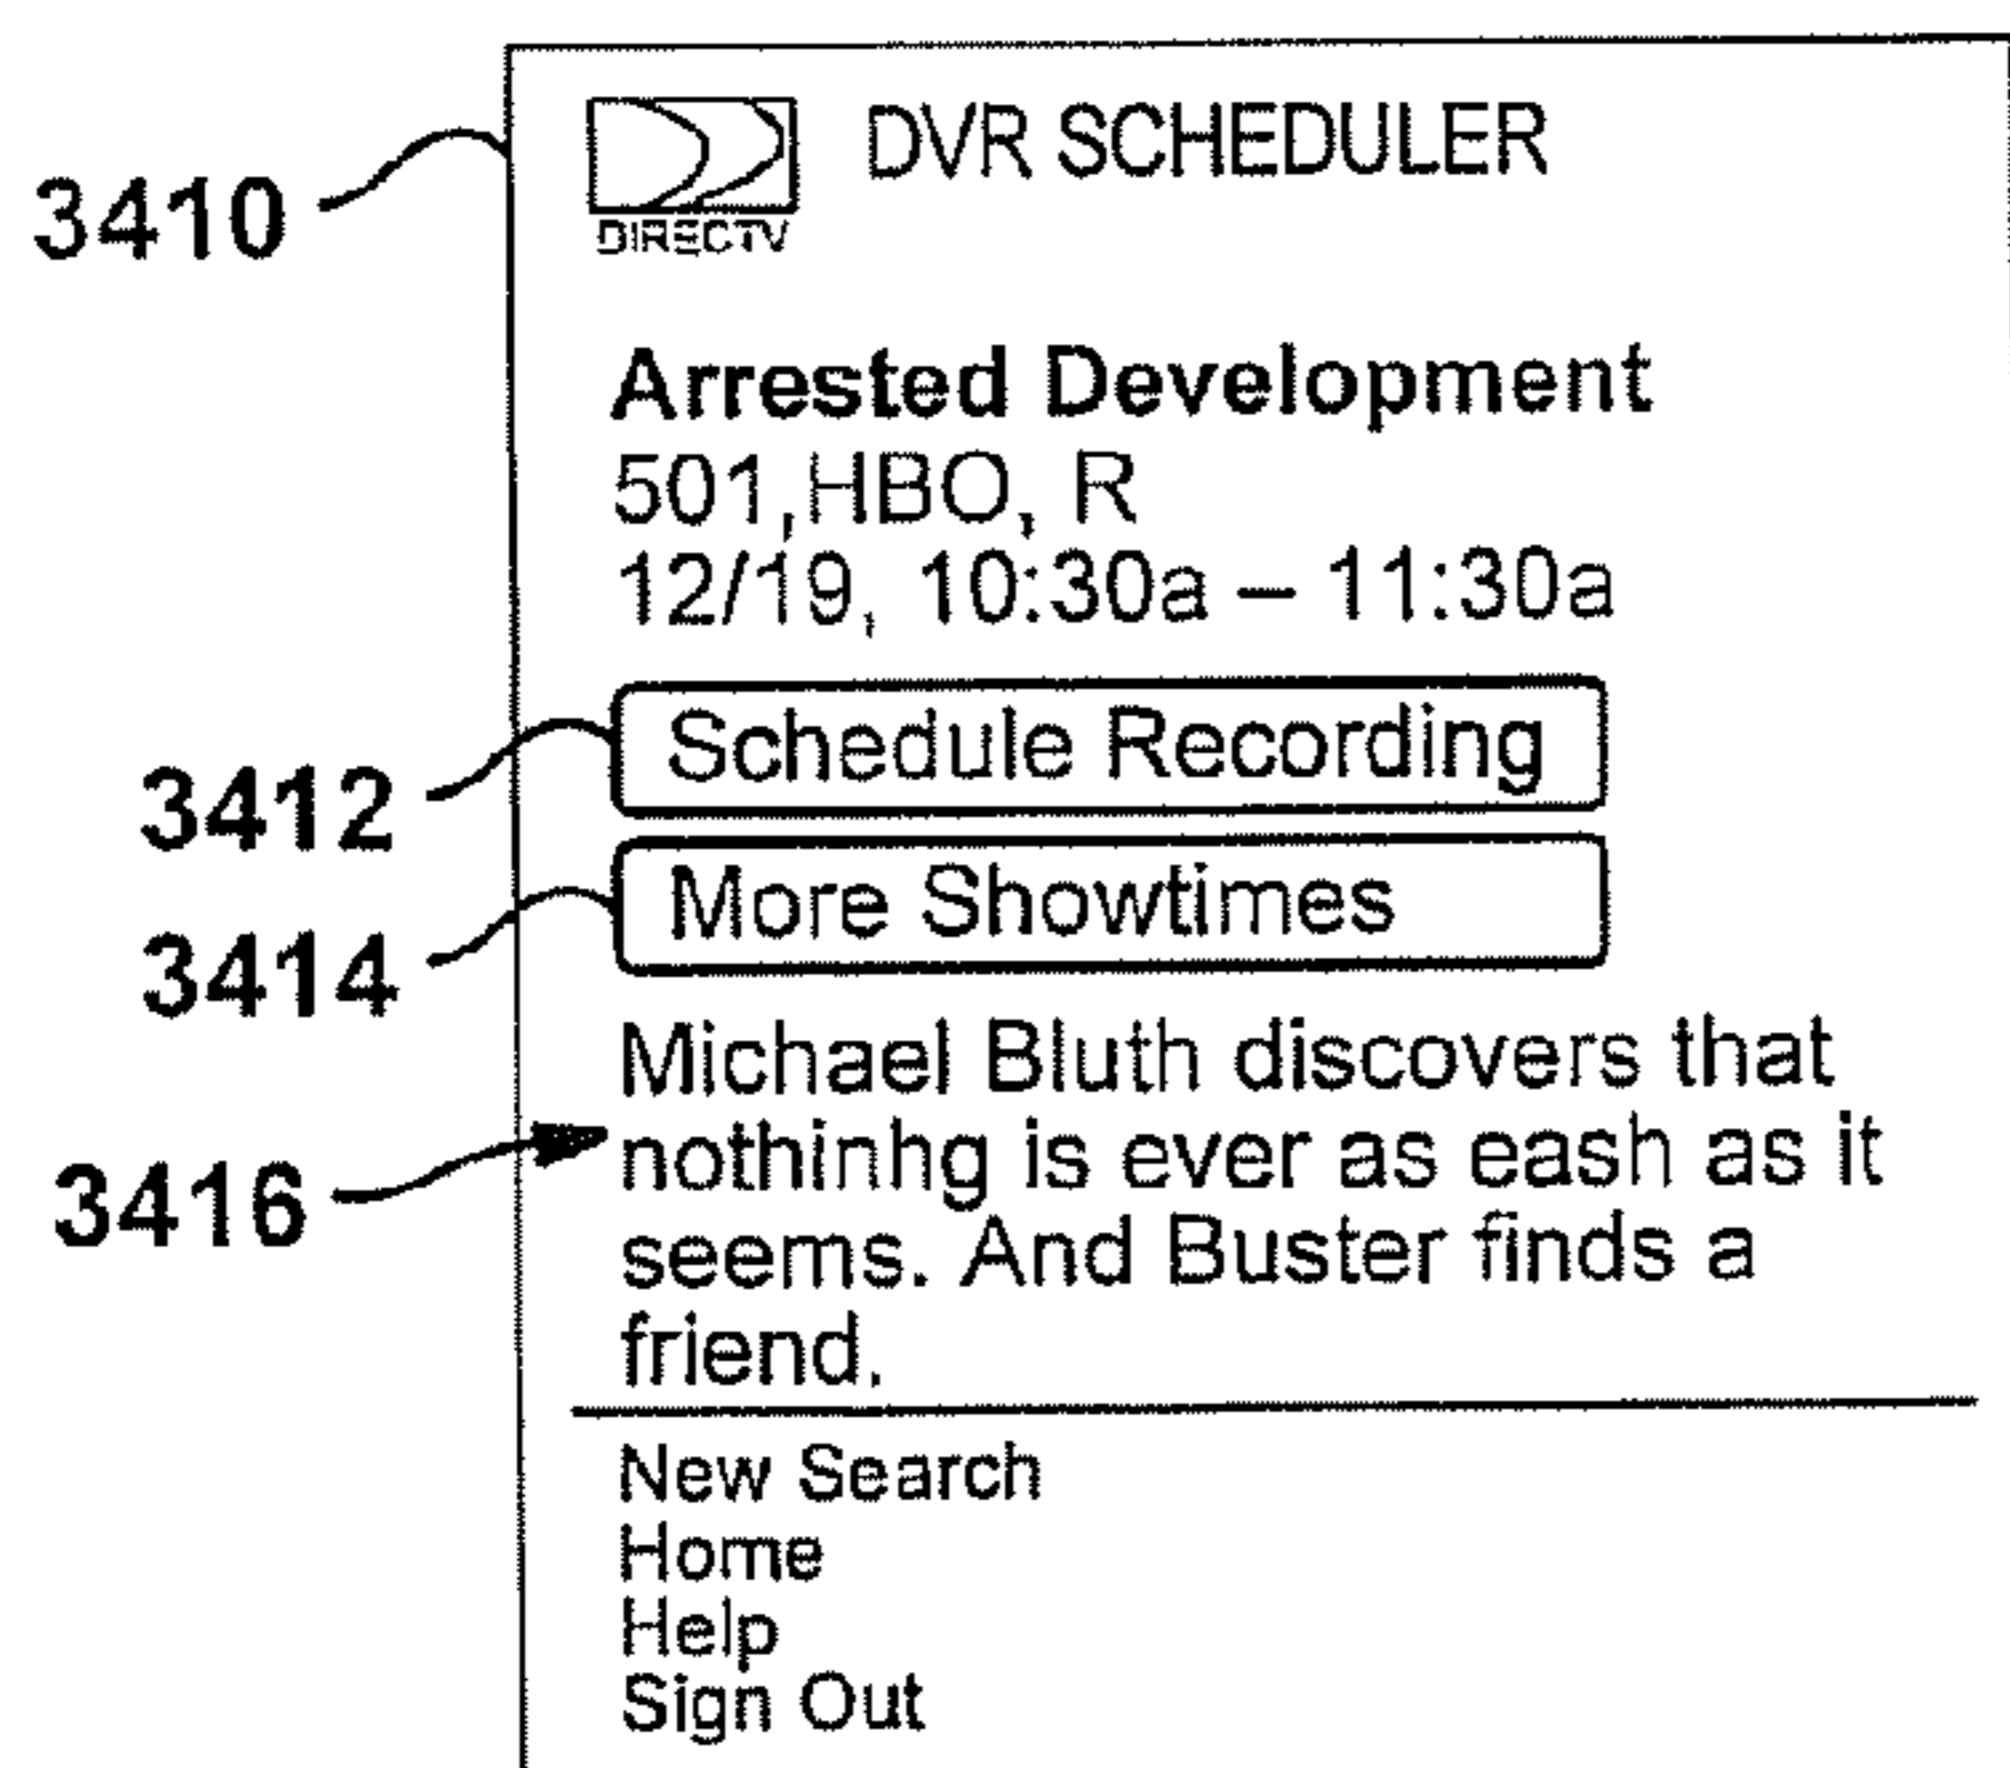 3410
DIRECTV
DVR SCHEDULER
Arrested Development
501,HBO, R
12/19, 10:30a – 11:30a
3412
Schedule Recording
3414
More Showtimes
Michael Bluth discovers that
3416
nothinhg is ever as eash as it
seems. And Buster finds a
friend.
New Search
Home
Help
Sign Out